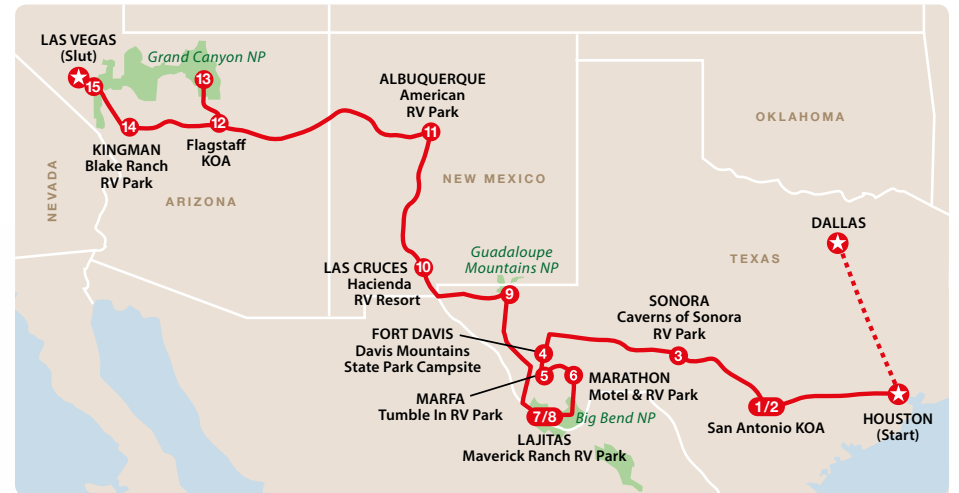 LAS VEGAS
(Slut)
Grand Canyon NP
15
13
14
12
KINGMAN
Blake Ranch
RV Park
Flagstaff
KOA
ALBUQUERQUE
American
RV Park
11
OKLAHOMA
NEVADA
ARIZONA
NEW MEXICO
DALLAS
TEXAS
Guadaloupe
Mountains NP
LAS CRUCES
Hacienda
RV Resort
10
9
SONORA
Caverns of Sonora
RV Park
3
FORT DAVIS
Davis Mountains
State Park Campsite
4
5
6
MARFA
Tumble In RV Park
MARATHON
Motel & RV Park
7/8
Big Bend NP
LAJITAS
Maverick Ranch RV Park
1/2
San Antonio KOA
HOUSTON
(Start)